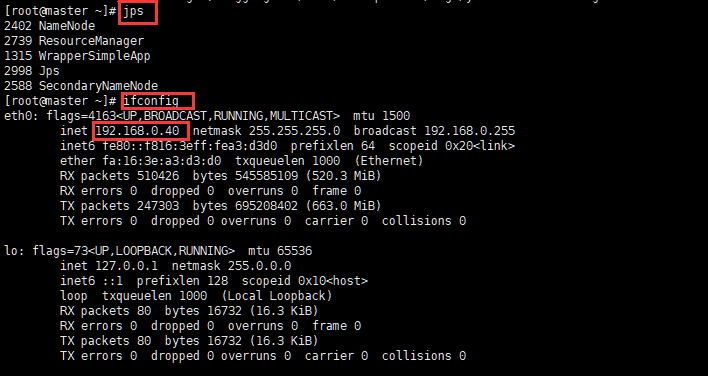 [root@master ~]# jps
2402 NameNode
2739 ResourceManager
1315 WrapperSimpleApp
2998 Jps
2588 SecondaryNameNode
[root@master ~]# ifconfig
eth0: flags=4163<UP,BROADCAST,RUNNING,MULTICAST>  mtu 1500
        inet 192.168.0.40  netmask 255.255.255.0  broadcast 192.168.0.255
        inet6 fe80::f816:3eff:fea3:d3d0  prefixlen 64  scopeid 0x20<link>
        ether fa:16:3e:a3:d3:d0  txqueuelen 1000  (Ethernet)
        RX packets 510426  bytes 545585109 (520.3 MiB)
        RX errors 0  dropped 0  overruns 0  frame 0
        TX packets 247303  bytes 695208402 (663.0 MiB)
        TX errors 0  dropped 0 overruns 0  carrier 0  collisions 0

lo: flags=73<UP,LOOPBACK,RUNNING>  mtu 65536
        inet 127.0.0.1  netmask 255.0.0.0
        inet6 ::1  prefixlen 128  scopeid 0x10<host>
        loop  txqueuelen 1000  (Local Loopback)
        RX packets 80  bytes 16732 (16.3 KiB)
        RX errors 0  dropped 0  overruns 0  frame 0
        TX packets 80  bytes 16732 (16.3 KiB)
        TX errors 0  dropped 0 overruns 0  carrier 0  collisions 0